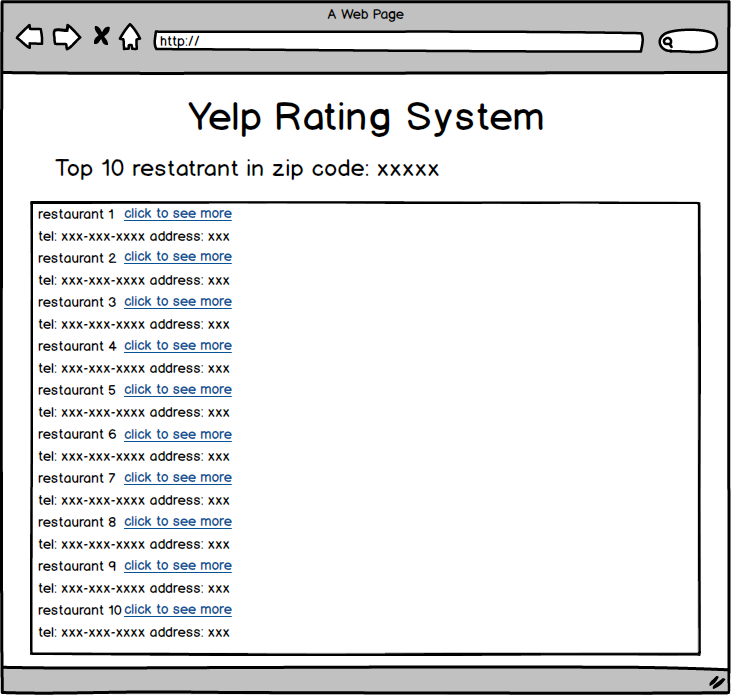 A Web Page
http://
Yelp Rating System
Top 10 restatrant in zip code: xxxxx
restaurant 1 click to see more
tel: xxx-xxx-xxxx address: xxx
restaurant 2 click to see more
tel: xxx-xxx-xxxx address: xxx
restaurant 3 click to see more
tel: xxx-xxx-xxxx address: xxx
restaurant 4 click to see more
tel: xxx-xxx-xxxx address: xxx
restaurant 5 click to see more
tel: xxx-xxx-xxxx address: xxx
restaurant 6 click to see more
tel: xxx-xxx-xxxx address: xxx
restaurant 7 click to see more
tel: xxx-xxx-xxxx address: xxx
restaurant 8 click to see more
tel: xxx-xxx-xxxx address: xxx
restaurant 9 click to see more
tel: xxx-xxx-xxxx address: xxx
restaurant 10 click to see more
tel: xxx-xxx-xxxx address: xxx